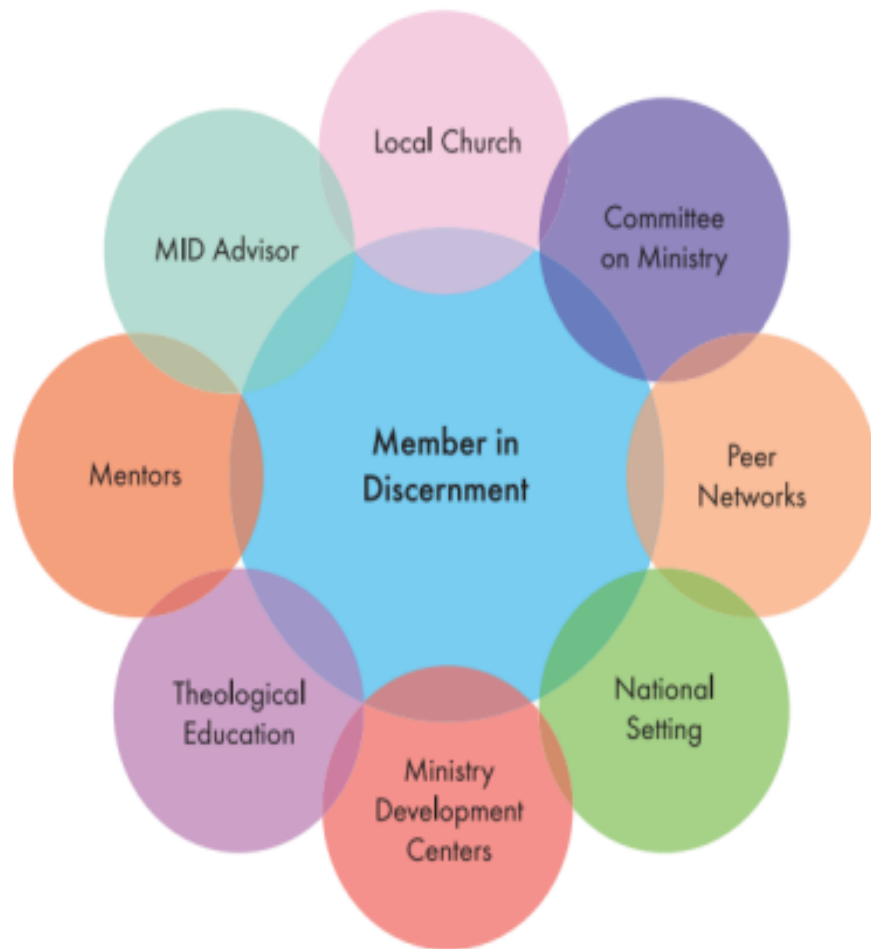 Local Church
Committee
on Ministry
MID Advisor
Member in
Discernment
Mentors
Peer
Networks
Theological
Education
National
Setting
Ministry
Development
Centers